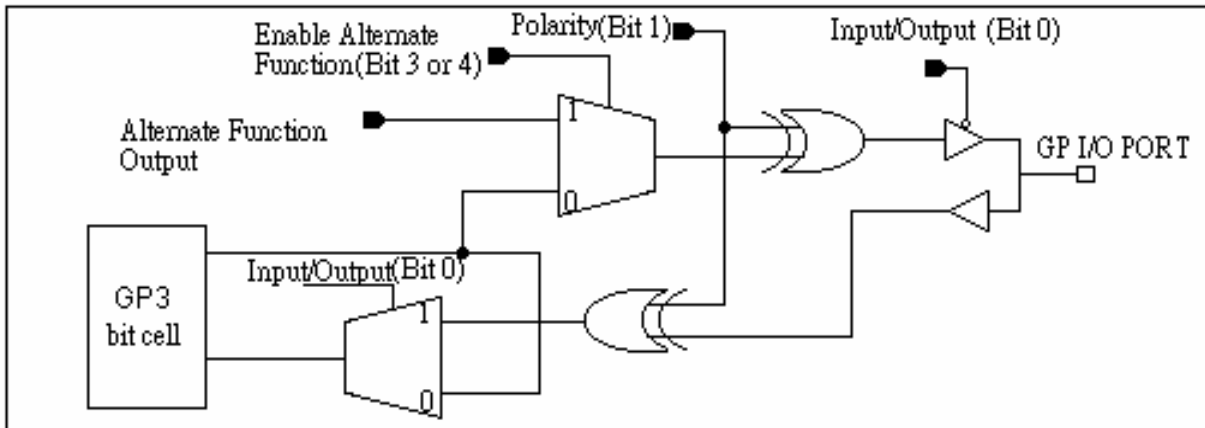 Polarity(Bit 1)
Input/Output (Bit 0)
Enable Alternate
Function(Bit 3 or 4)
1
Alternate Function
Output
GP I/O PORT
0
Input/Output(Bit 0)
GP3
bit cell
1
0